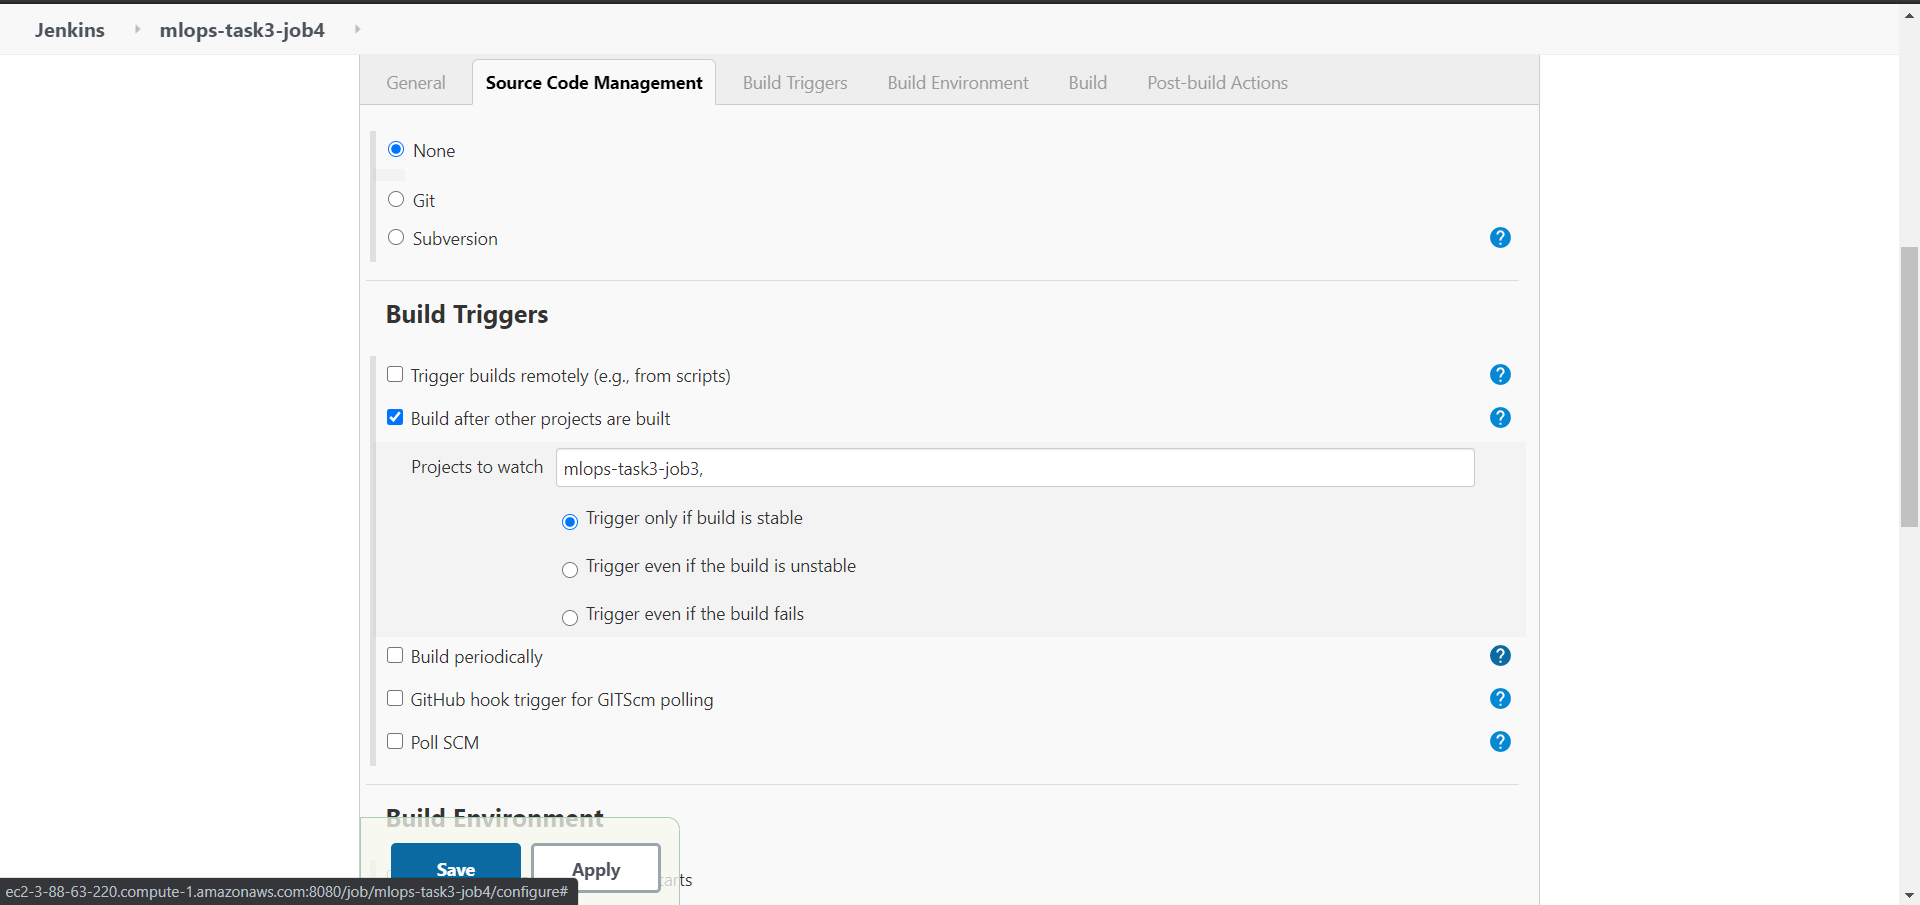 Jenkins mlops-task3-job4
General Source Code Management Build Triggers Build Environment Build Post-build Actions
None
Git
Subversion
?
Build Triggers
Trigger builds remotely (e.g., from scripts)
?
Build after other projects are built
?
Projects to watch mlops-task3-job3,
Trigger only if build is stable
Trigger even if the build is unstable
Trigger even if the build fails
Build periodically
?
GitHub hook trigger for GITScm polling
?
Poll SCM
?
Build Environment
Save Apply
arts
ec2-3-88-63-220.compute-1.amazonaws.com:8080/job/mlops-task3-job4/configure#